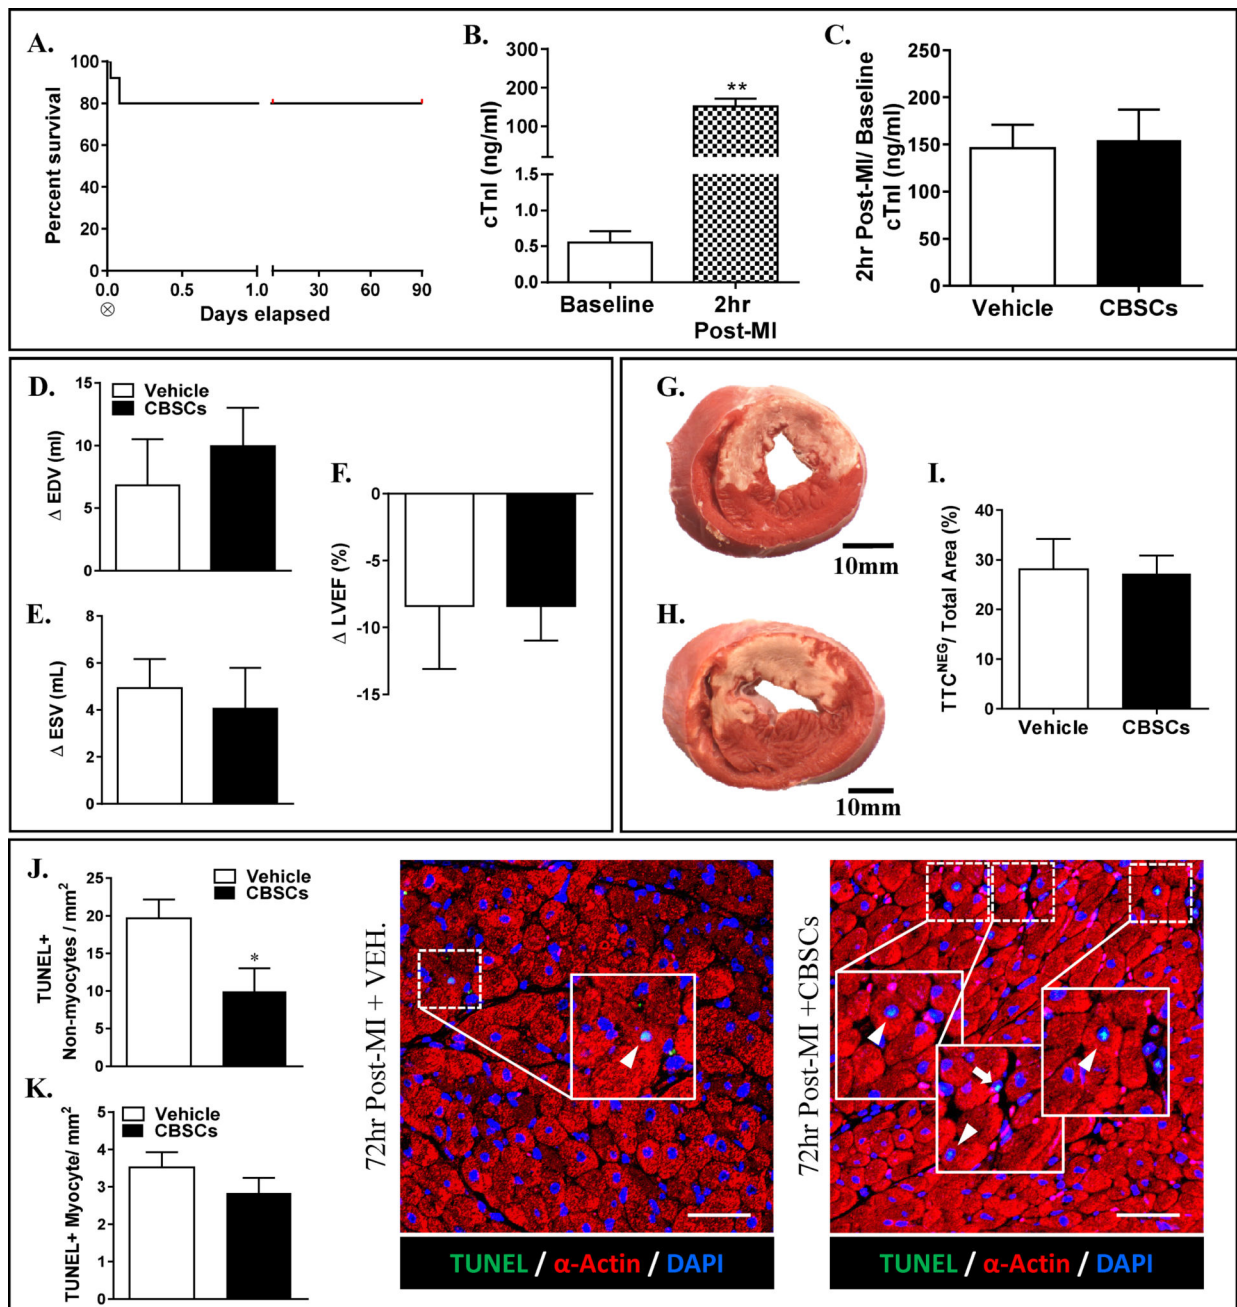 A.
Percent survival
100
80
60
40
20
0
0.0
0.5
1.0
30
60
90
⊗
Days elapsed
B.
cTnI (ng/ml)
300
200
100
1.5
1.0
0.5
0.0
**
Baseline
2hr
Post-MI
C.
2hr Post-MI/ Baseline
cTnI (ng/ml)
250
200
150
100
50
0
Vehicle
CBSCs
D.
Vehicle
CBSCs
Δ EDV (ml)
15
10
5
0
E.
Δ ESV (mL)
8
6
4
2
0
F.
Δ LVEF (%)
0
-5
-10
-15
G.
10mm
H.
10mm
I.
TTCᴺᴱᴳ/ Total Area (%)
40
30
20
10
0
Vehicle
CBSCs
J.
Vehicle
CBSCs
TUNEL+
Non-myocytes / mm²
25
20
15
10
5
0
*
K.
Vehicle
CBSCs
TUNEL+ Myocyte/ mm²
5
4
3
2
1
0
72hr Post-MI + VEH.
TUNEL / α-Actin / DAPI
72hr Post-MI +CBSCs
TUNEL / α-Actin / DAPI